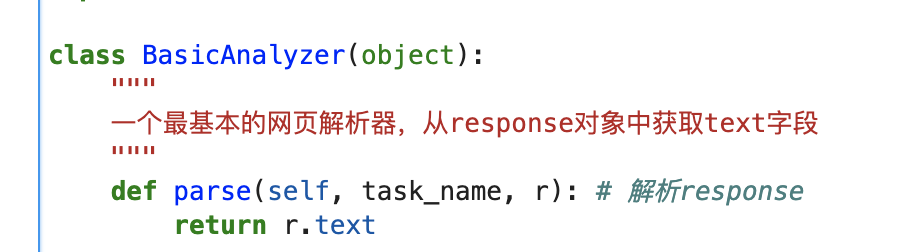 class BasicAnalyzer(object):
    """
    一个最基本的网页解析器，从response对象中获取text字段
    """
    def parse(self, task_name, r): # 解析response
        return r.text